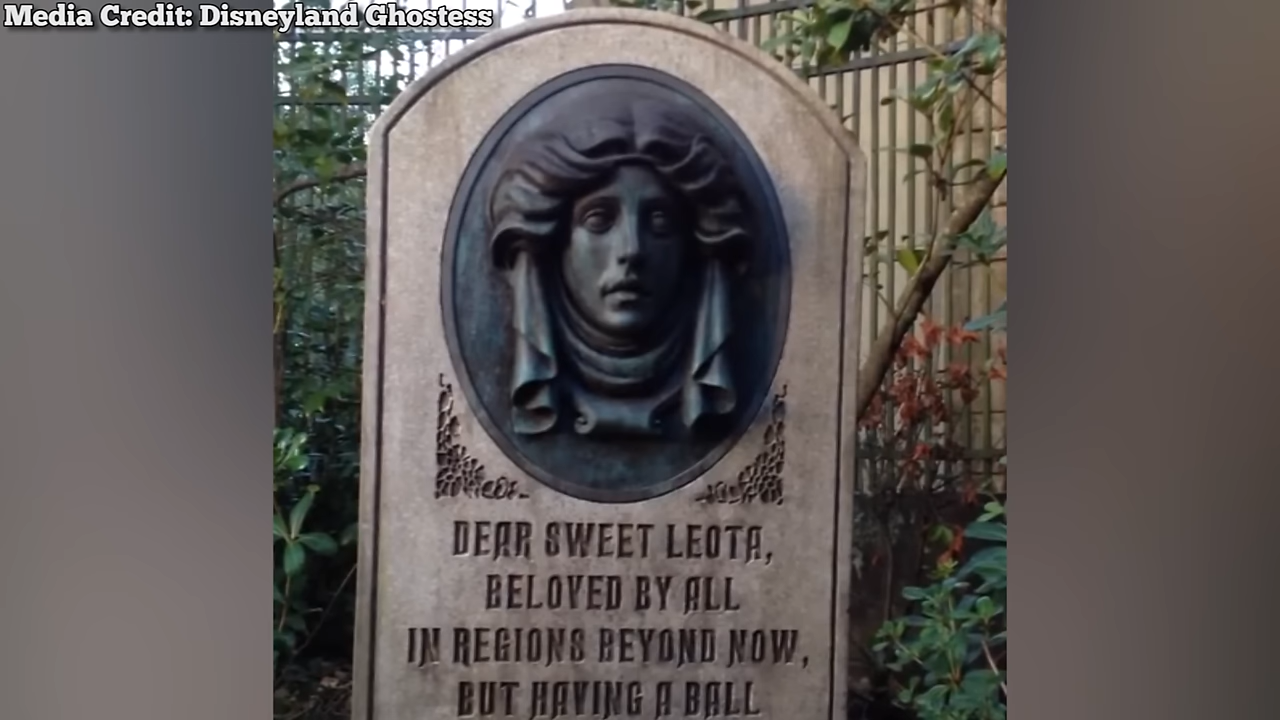 Media Credit: Disneyland Ghostess
DEAR SWEET LEOTA,
BELOVED BY ALL
IN REGIONS BEYOND NOW,
BUT HAVING A BALL